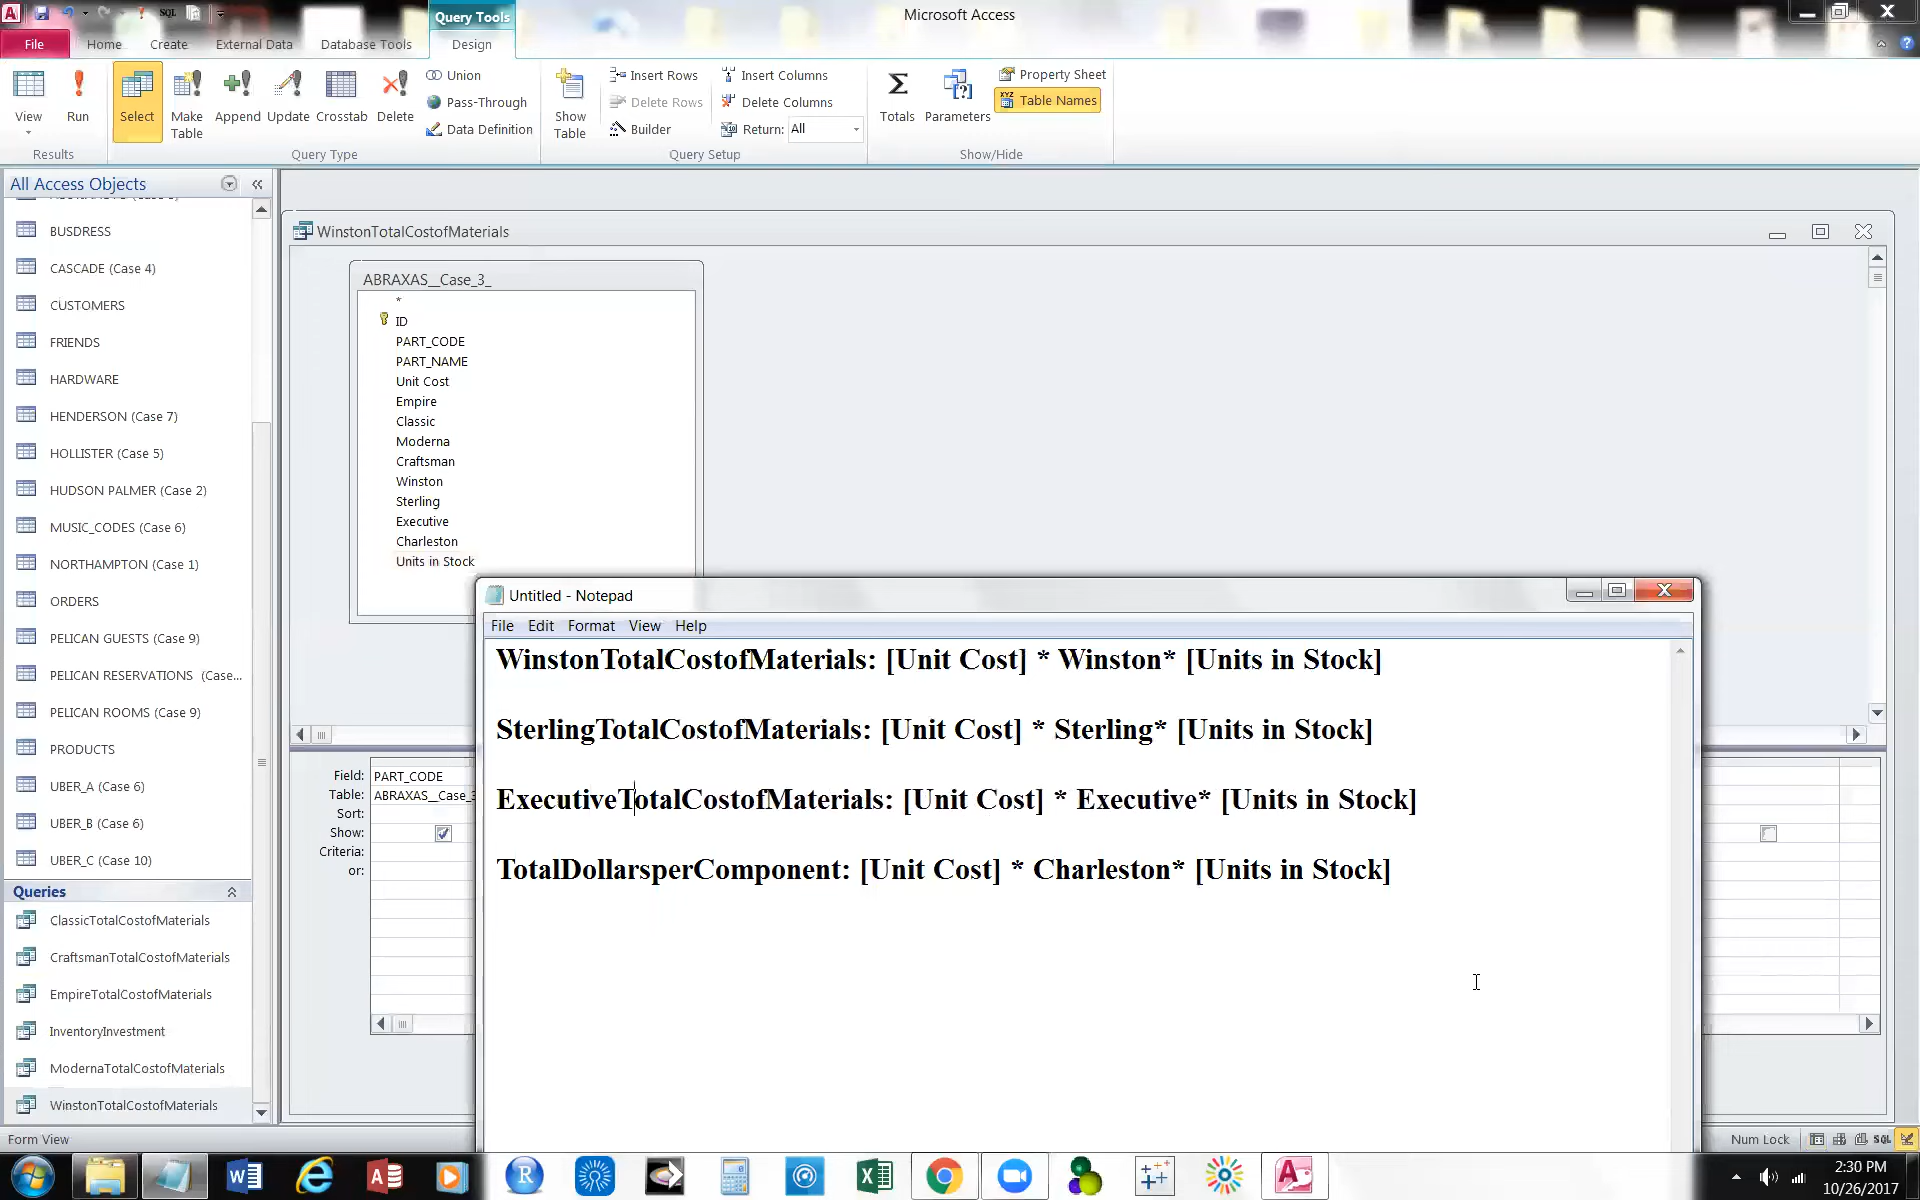 Query Tools
Microsoft Access
File
Home
Create
External Data
Database Tools
Design
View
Run
Select
Make Table
Append
Update
Crosstab
Delete
Union
Pass-Through
Data Definition
Show Table
Insert Rows
Delete Rows
Builder
Insert Columns
Delete Columns
Return: All
Totals
Parameters
Property Sheet
Table Names
Results
Query Type
Query Setup
Show/Hide
All Access Objects
BUSDRESS
CASCADE (Case 4)
CUSTOMERS
FRIENDS
HARDWARE
HENDERSON (Case 7)
HOLLISTER (Case 5)
HUDSON PALMER (Case 2)
MUSIC_CODES (Case 6)
NORTHAMPTON (Case 1)
ORDERS
PELICAN GUESTS (Case 9)
PELICAN RESERVATIONS (Case...
PELICAN ROOMS (Case 9)
PRODUCTS
UBER_A (Case 6)
UBER_B (Case 6)
UBER_C (Case 10)
Queries
ClassicTotalCostofMaterials
CraftsmanTotalCostofMaterials
EmpireTotalCostofMaterials
InventoryInvestment
ModernaTotalCostofMaterials
WinstonTotalCostofMaterials
WinstonTotalCostofMaterials
ABRAXAS__Case_3_
*
ID
PART_CODE
PART_NAME
Unit Cost
Empire
Classic
Moderna
Craftsman
Winston
Sterling
Executive
Charleston
Units in Stock
Field: PART_CODE
Table: ABRAXAS__Case_3
Sort:
Show:
Criteria:
or:
Untitled - Notepad
File Edit Format View Help
WinstonTotalCostofMaterials: [Unit Cost] * Winston* [Units in Stock]
SterlingTotalCostofMaterials: [Unit Cost] * Sterling* [Units in Stock]
ExecutiveTotalCostofMaterials: [Unit Cost] * Executive* [Units in Stock]
TotalDollarsperComponent: [Unit Cost] * Charleston* [Units in Stock]
Form View
Num Lock
SQL
2:30 PM
10/26/2017